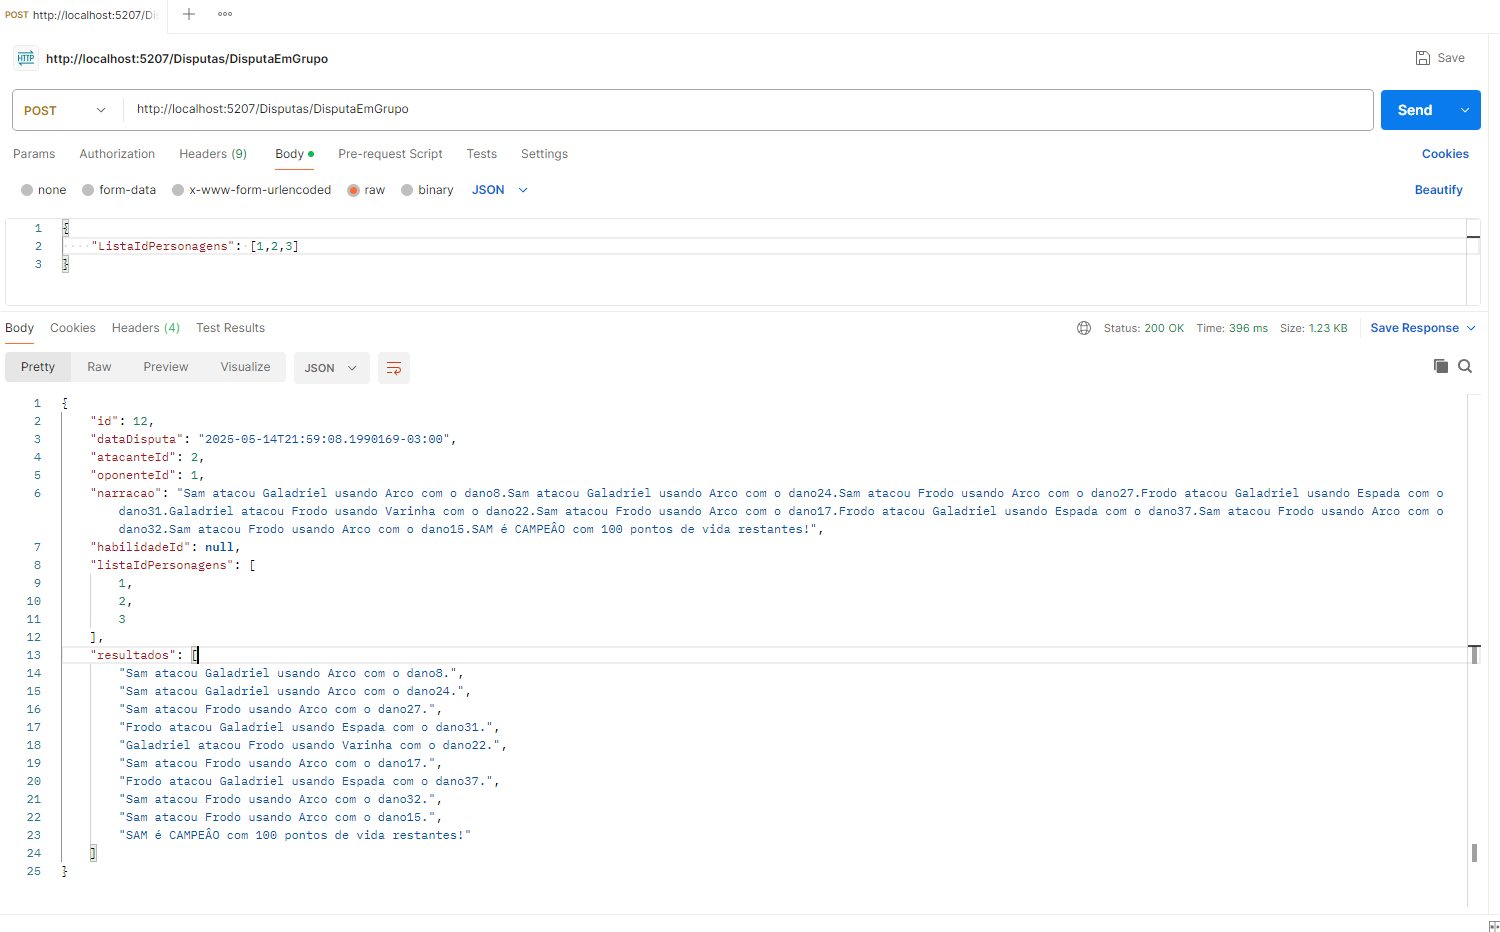 POST http://localhost:5207/Di
HTTP http://localhost:5207/Disputas/DisputaEmGrupo
Save
POST http://localhost:5207/Disputas/DisputaEmGrupo Send
Params Authorization Headers (9) Body Pre-request Script Tests Settings Cookies
none form-data x-www-form-urlencoded raw binary JSON Beautify
1 {
2 "ListaIdPersonagens": [1,2,3]
3 }
Body Cookies Headers (4) Test Results Status: 200 OK Time: 396 ms Size: 1.23 KB Save Response
Pretty Raw Preview Visualize JSON
1 {
2 "id": 12,
3 "dataDisputa": "2025-05-14T21:59:08.1990169-03:00",
4 "atacanteId": 2,
5 "oponenteId": 1,
6 "narracao": "Sam atacou Galadriel usando Arco com o dano8.Sam atacou Galadriel usando Arco com o dano24.Sam atacou Frodo usando Arco com o dano27.Frodo atacou Galadriel usando Espada com o
dano31.Galadriel atacou Frodo usando Varinha com o dano22.Sam atacou Frodo usando Arco com o dano17.Frodo atacou Galadriel usando Espada com o dano37.Sam atacou Frodo usando Arco com o
dano32.Sam atacou Frodo usando Arco com o dano15.SAM é CAMPEÂO com 100 pontos de vida restantes!",
7 "habilidadeId": null,
8 "listaIdPersonagens": [
9 1,
10 2,
11 3
12 ],
13 "resultados": [
14 "Sam atacou Galadriel usando Arco com o dano8.",
15 "Sam atacou Galadriel usando Arco com o dano24.",
16 "Sam atacou Frodo usando Arco com o dano27.",
17 "Frodo atacou Galadriel usando Espada com o dano31.",
18 "Galadriel atacou Frodo usando Varinha com o dano22.",
19 "Sam atacou Frodo usando Arco com o dano17.",
20 "Frodo atacou Galadriel usando Espada com o dano37.",
21 "Sam atacou Frodo usando Arco com o dano32.",
22 "Sam atacou Frodo usando Arco com o dano15.",
23 "SAM é CAMPEÂO com 100 pontos de vida restantes!"
24 ]
25 }